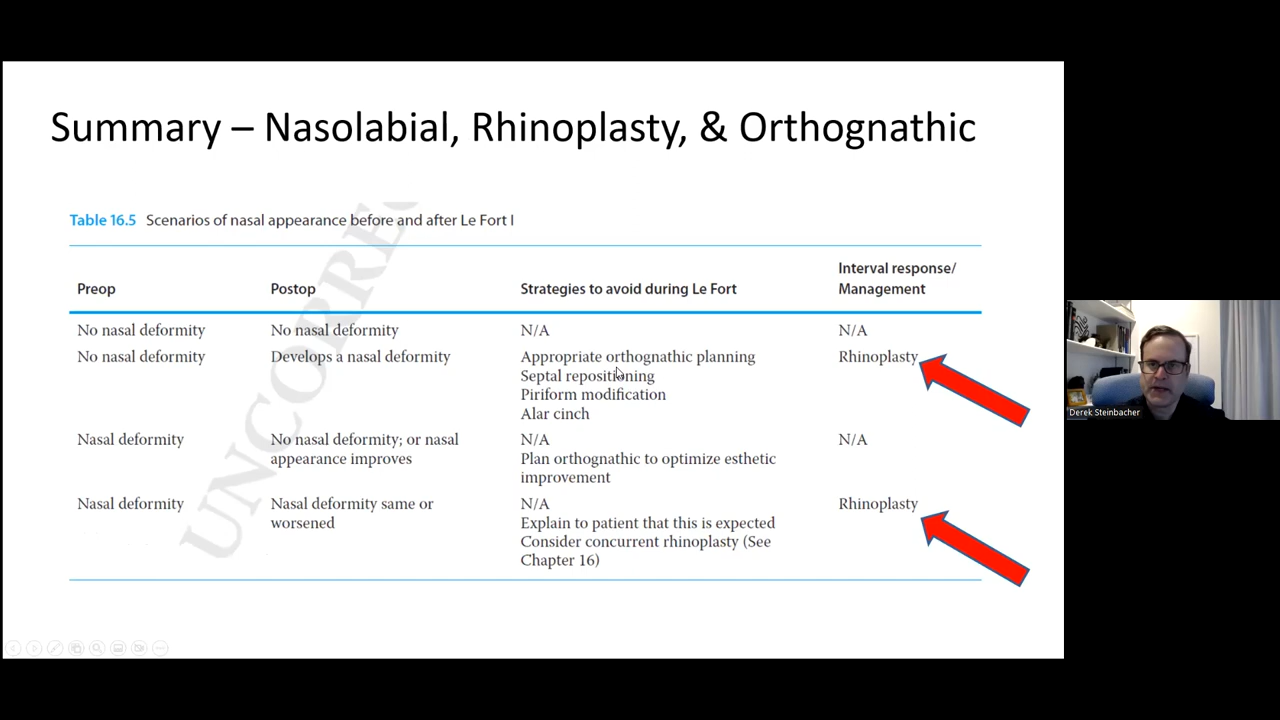 Summary – Nasolabial, Rhinoplasty, & Orthognathic
Table 16.5 Scenarios of nasal appearance before and after Le Fort I
Interval response/
Preop Postop Strategies to avoid during Le Fort Management
No nasal deformity No nasal deformity N/A N/A
No nasal deformity Develops a nasal deformity Appropriate orthognathic planning Rhinoplasty
Septal repositioning
Piriform modification
Alar cinch
Nasal deformity No nasal deformity; or nasal N/A N/A
appearance improves Plan orthognathic to optimize esthetic
improvement
Nasal deformity Nasal deformity same or N/A Rhinoplasty
worsened Explain to patient that this is expected
Consider concurrent rhinoplasty (See
Chapter 16)
UNCORREC
Derek Steinbacher